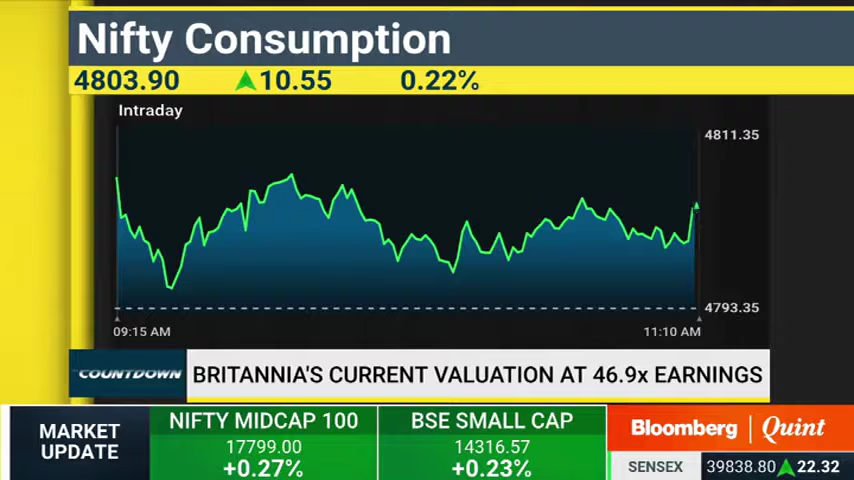 Nifty Consumption
4803.90 ▲10.55 0.22%
Intraday
4811.35
4793.35
09:15 AM 11:10 AM
THE COUNTDOWN
BRITANNIA'S CURRENT VALUATION AT 46.9x EARNINGS
MARKET
UPDATE
NIFTY MIDCAP 100
17799.00
+0.27%
BSE SMALL CAP
14316.57
+0.23%
Bloomberg | Quint
SENSEX 39838.80 ▲ 22.32